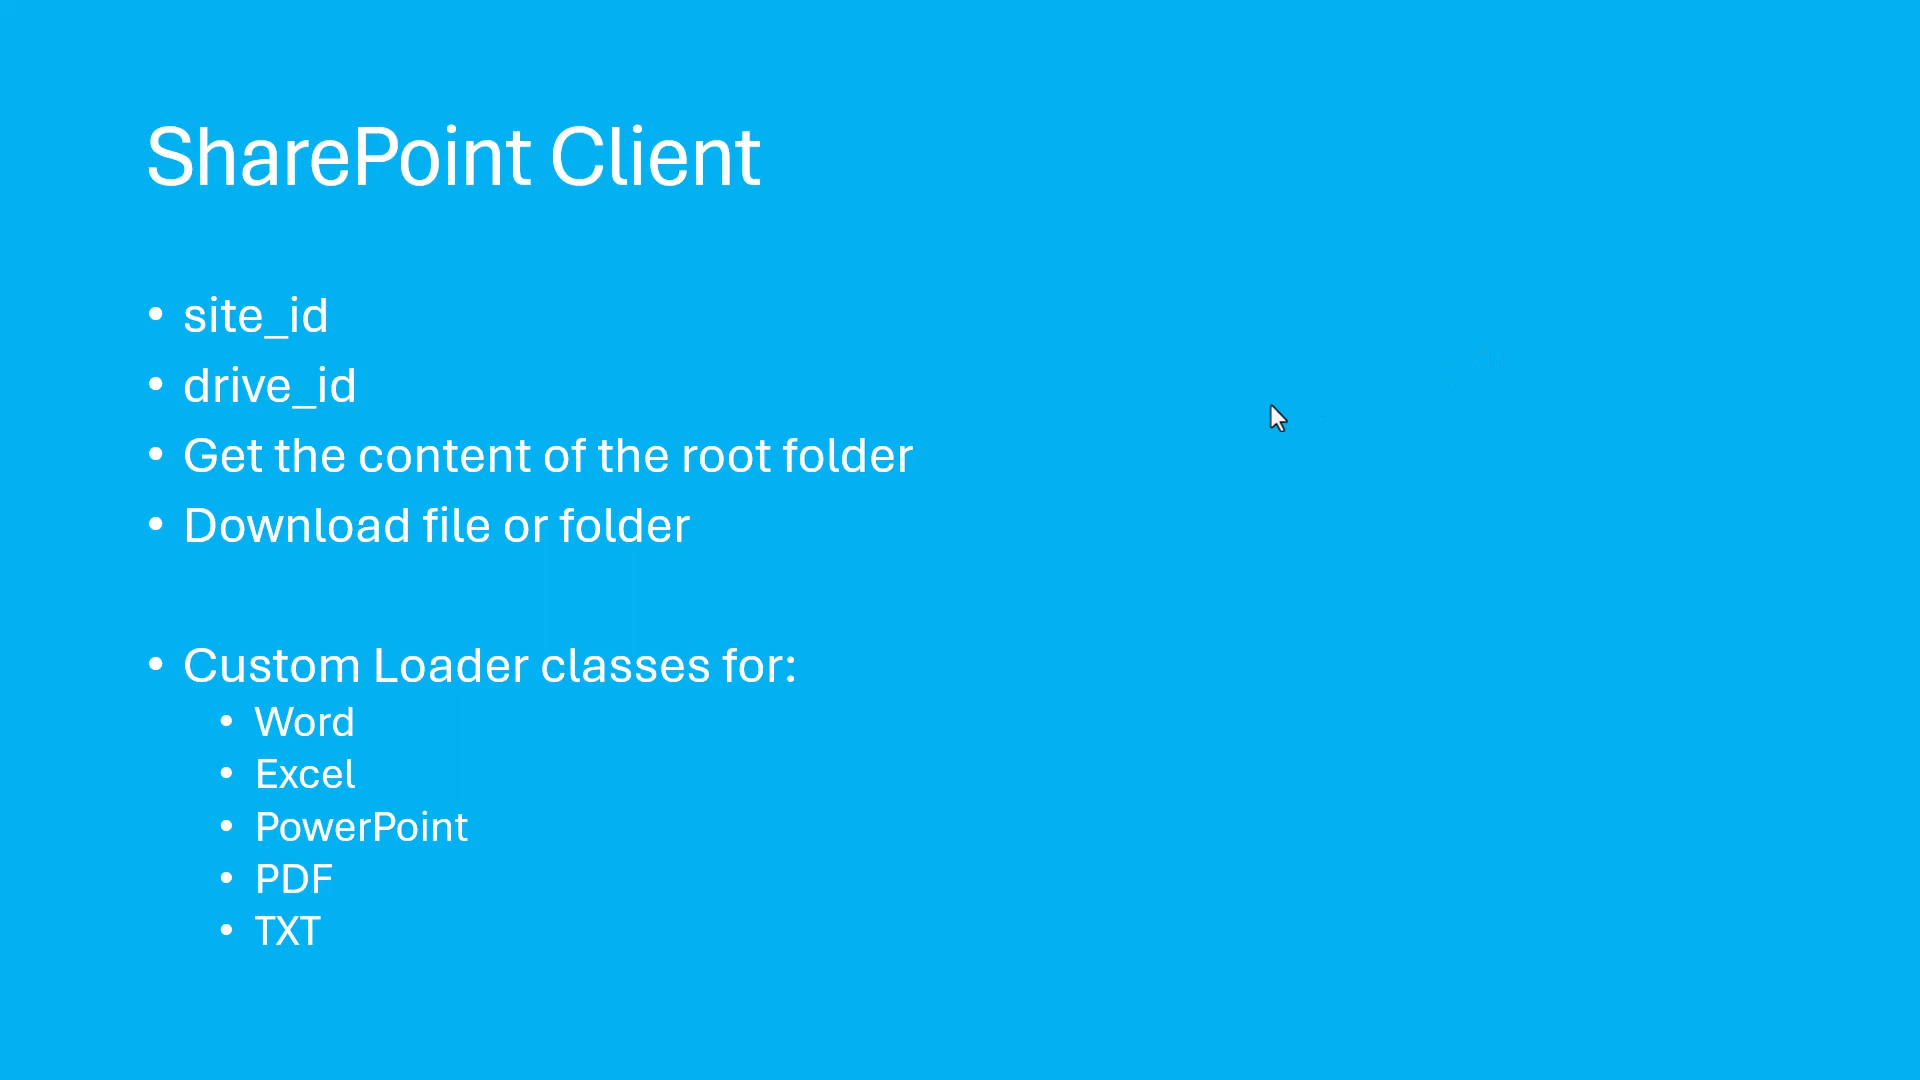 SharePoint Client
• site_id
• drive_id
• Get the content of the root folder
• Download file or folder
• Custom Loader classes for:
• Word
• Excel
• PowerPoint
• PDF
• TXT